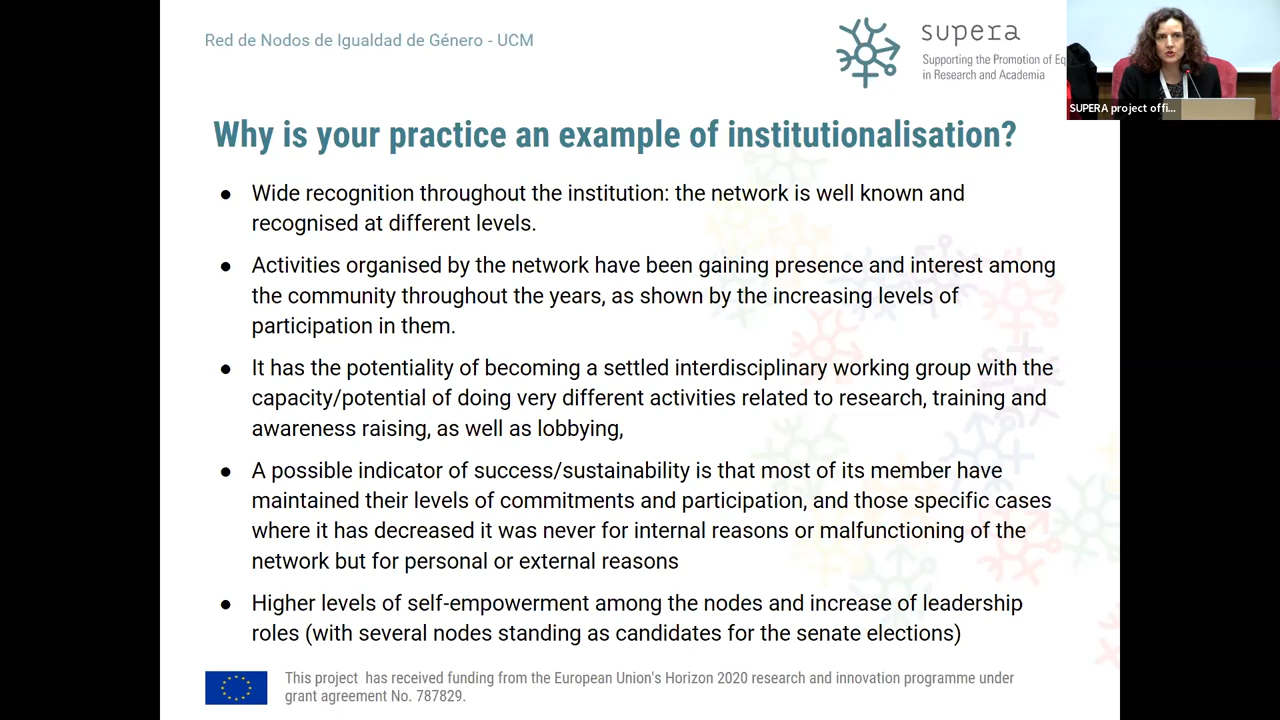 Red de Nodos de Igualdad de Género - UCM
supera
Supporting the Promotion of Eq
in Research and Academia
SUPERA project offi...
Why is your practice an example of institutionalisation?
● Wide recognition throughout the institution: the network is well known and
recognised at different levels.
● Activities organised by the network have been gaining presence and interest among
the community throughout the years, as shown by the increasing levels of
participation in them.
● It has the potentiality of becoming a settled interdisciplinary working group with the
capacity/potential of doing very different activities related to research, training and
awareness raising, as well as lobbying,
● A possible indicator of success/sustainability is that most of its member have
maintained their levels of commitments and participation, and those specific cases
where it has decreased it was never for internal reasons or malfunctioning of the
network but for personal or external reasons
● Higher levels of self-empowerment among the nodes and increase of leadership
roles (with several nodes standing as candidates for the senate elections)
This project has received funding from the European Union's Horizon 2020 research and innovation programme under
grant agreement No. 787829.